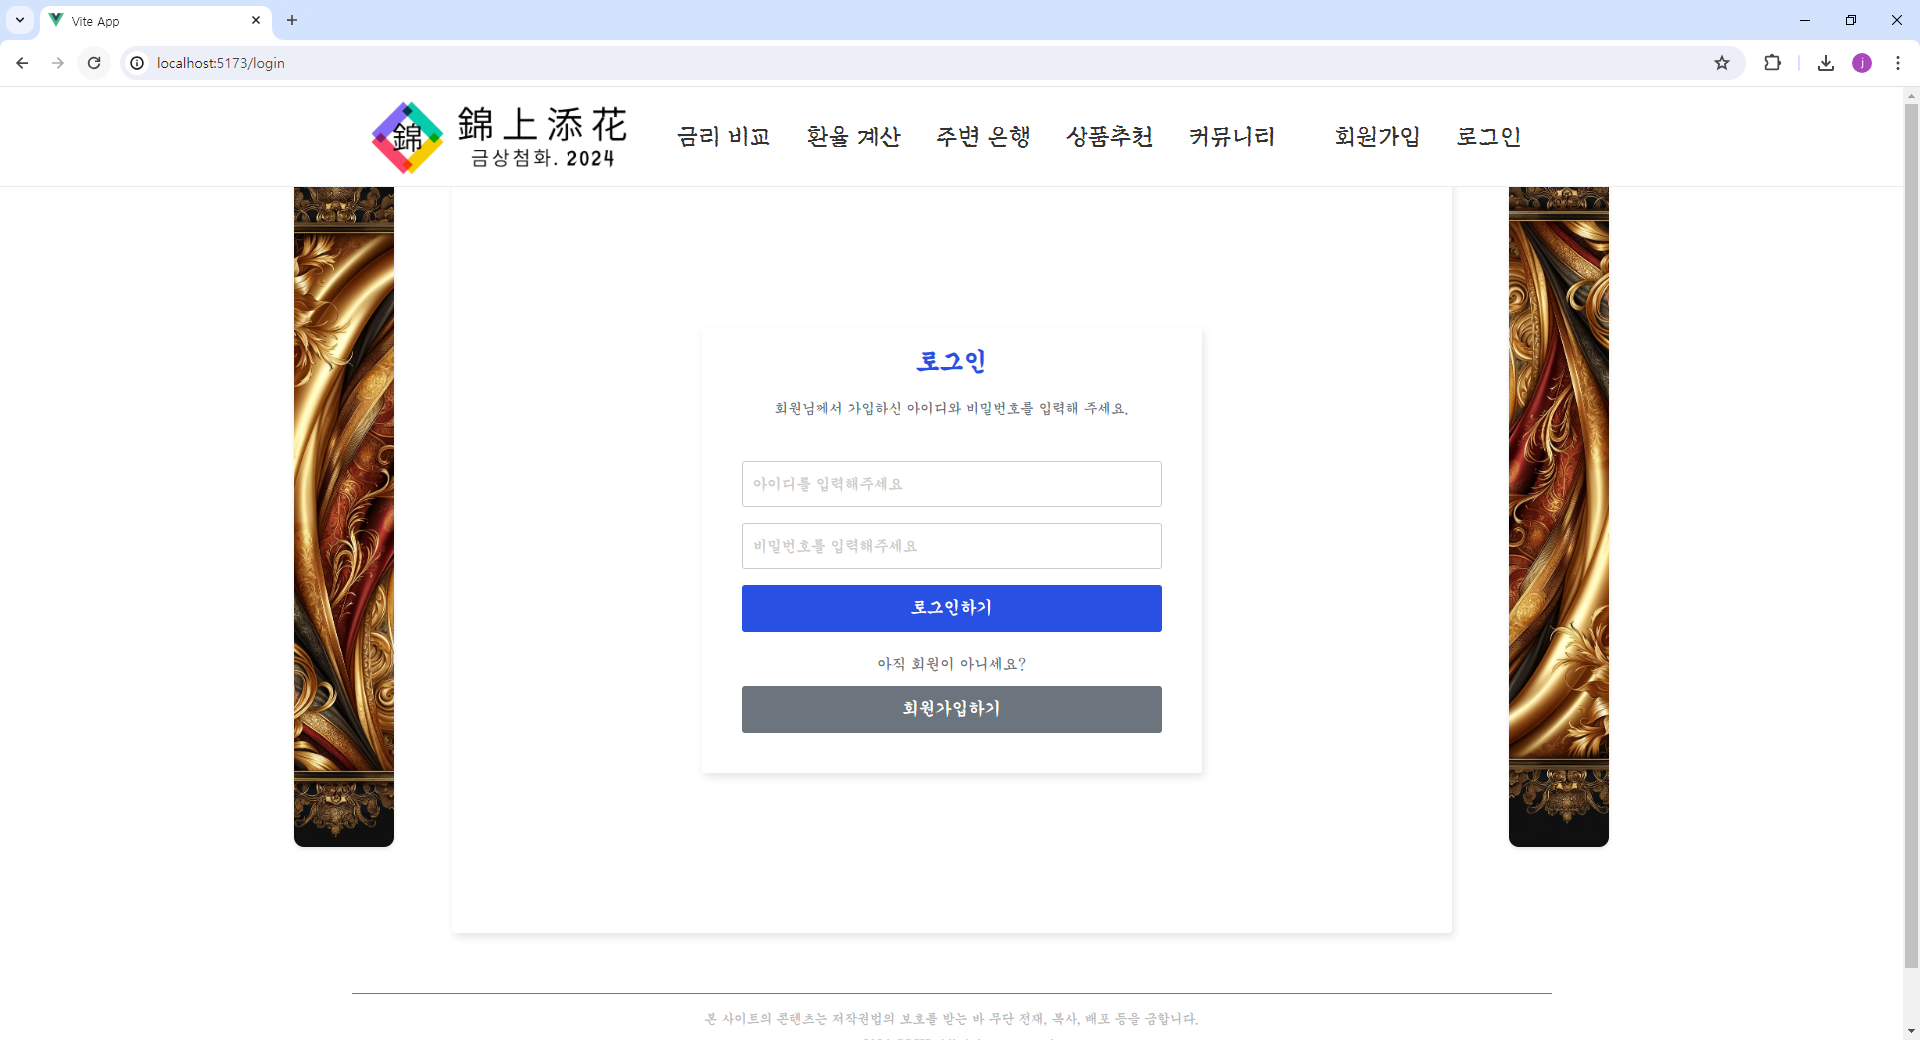 Vite App
localhost:5173/login
j
錦
錦上添花
금상첨화. 2024
금리 비교 환율 계산 주변 은행 상품추천 커뮤니티 회원가입 로그인
로그인
회원님께서 가입하신 아이디와 비밀번호를 입력해 주세요.
아이디를 입력해주세요
비밀번호를 입력해주세요
로그인하기
아직 회원이 아니세요?
회원가입하기
본 사이트의 콘텐츠는 저작권법의 보호를 받는 바 무단 전재, 복사, 배포 등을 금합니다.